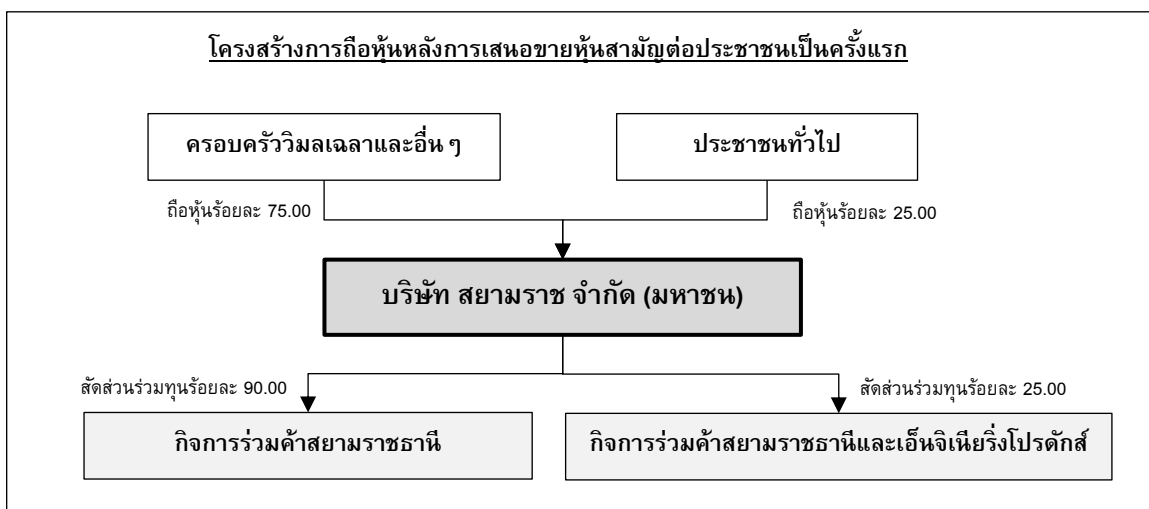 โครงสร้างการถือหุ้นหลังการเสนอขายหุ้นสามัญต่อประชาชนเป็นครั้งแรก
ครอบครัววิมลเฉลาและอื่น ๆ
ประชาชนทั่วไป
ถือหุ้นร้อยละ 75.00
ถือหุ้นร้อยละ 25.00
บริษัท สยามราช จำกัด (มหาชน)
สัดส่วนร่วมทุนร้อยละ 90.00
สัดส่วนร่วมทุนร้อยละ 25.00
กิจการร่วมค้าสยามราชธานี
กิจการร่วมค้าสยามราชธานีและเอ็นจิเนียริ่งโปรดักส์